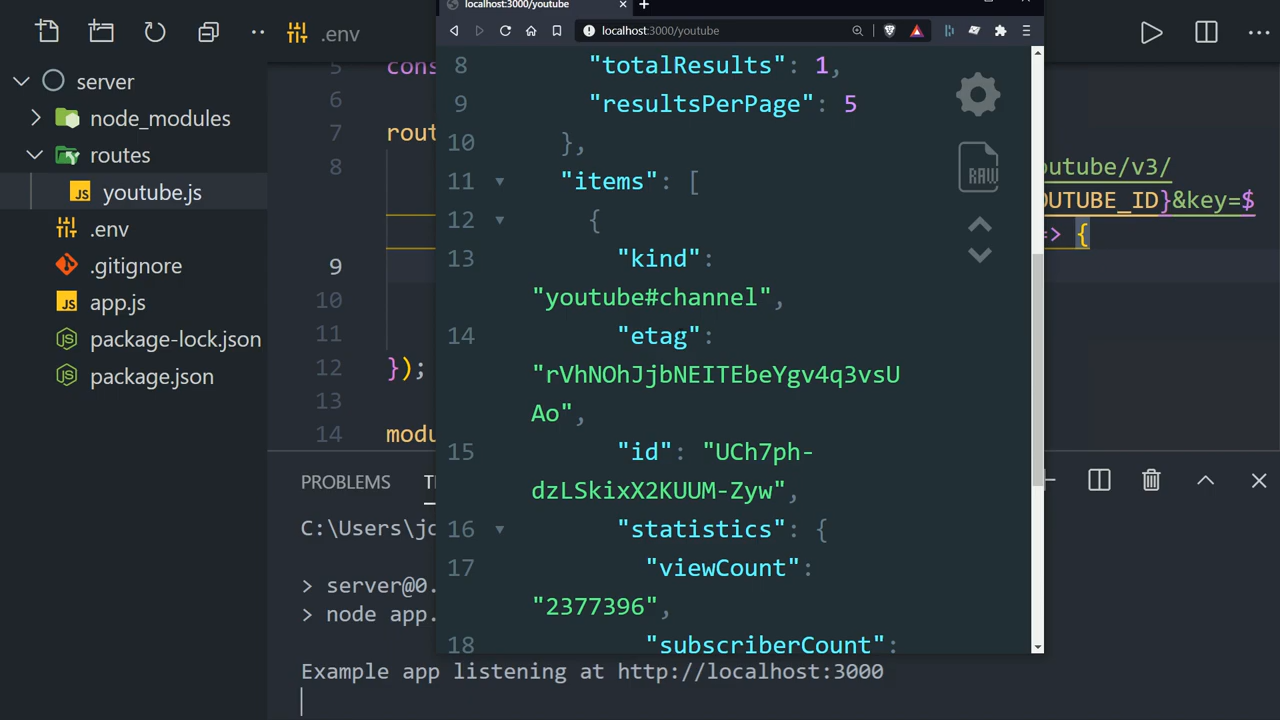 localhost:3000/youtube
localhost:3000/youtube
.env
server
node_modules
routes
youtube.js
.env
.gitignore
app.js
package-lock.json
package.json
5 cons
6
7 rout
8
9
10
11
12 });
13
14 modu
8 "totalResults": 1,
9 "resultsPerPage": 5
10 },
11 "items": [
12 {
13 "kind":
"youtube#channel",
14 "etag":
"rVhNOhJjbNEITEbeYgv4q3vsU
Ao",
15 "id": "UCh7ph-
dzLSkixX2KUUM-Zyw",
16 "statistics": {
17 "viewCount":
"2377396",
18 "subscriberCount":
RAW
outube/v3/
OUTUBE_ID}&key=$
=> {
PROBLEMS T
C:\Users\jo
> server@0.
> node app.
Example app listening at http://localhost:3000